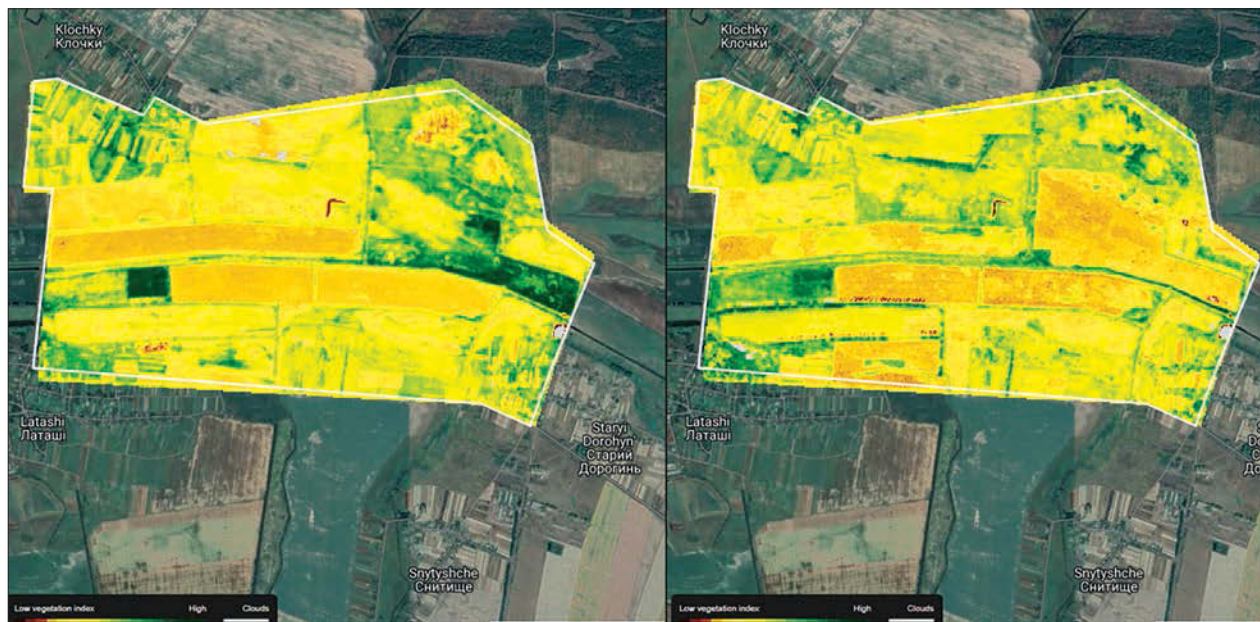 Klochky
Клочки
Latashi
Латаші
Staryi
Dorohyn'
Старий
Дорогинь
Snytyshche
Снитище
Low vegetation index High Clouds
Klochky
Клочки
Latashi
Латаші
Snytyshche
Снитище
Low vegetation index High Clouds